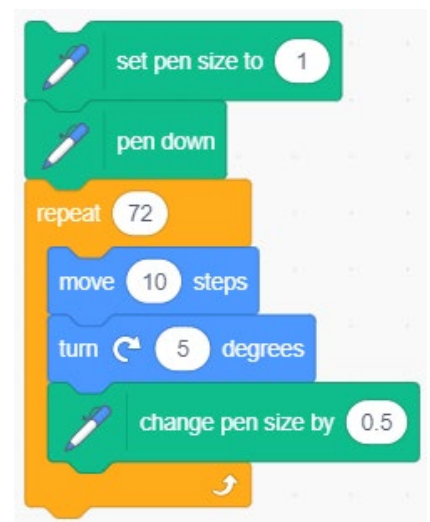 set pen size to 1
pen down
repeat 72
move 10 steps
turn 5 degrees
change pen size by 0.5